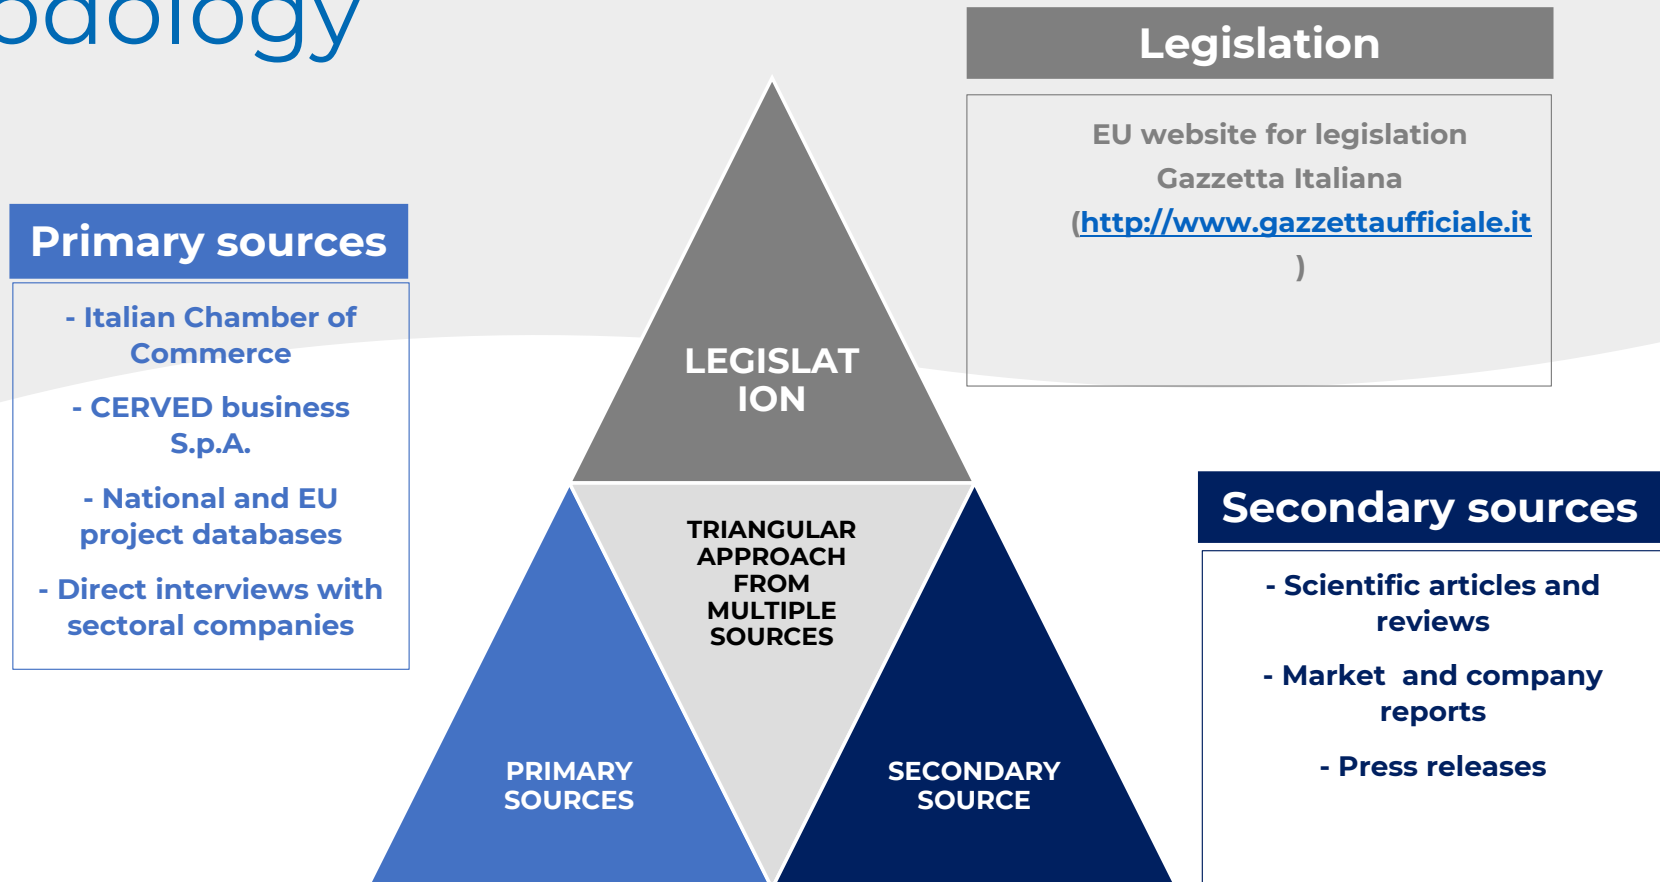 odology
Legislation
EU website for legislation
Gazzetta Italiana
(http://www.gazzettaufficiale.it
)
Primary sources
- Italian Chamber of
Commerce
- CERVED business
S.p.A.
- National and EU
project databases
- Direct interviews with
sectoral companies
LEGISLAT
ION
TRIANGULAR
APPROACH
FROM
MULTIPLE
SOURCES
PRIMARY
SOURCES
SECONDARY
SOURCE
Secondary sources
- Scientific articles and
reviews
- Market  and company
reports
- Press releases